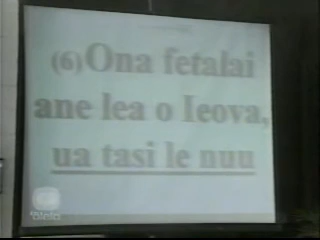 (6)Ona fetalai
ane lea o Ieova,
ua tasi le nuu